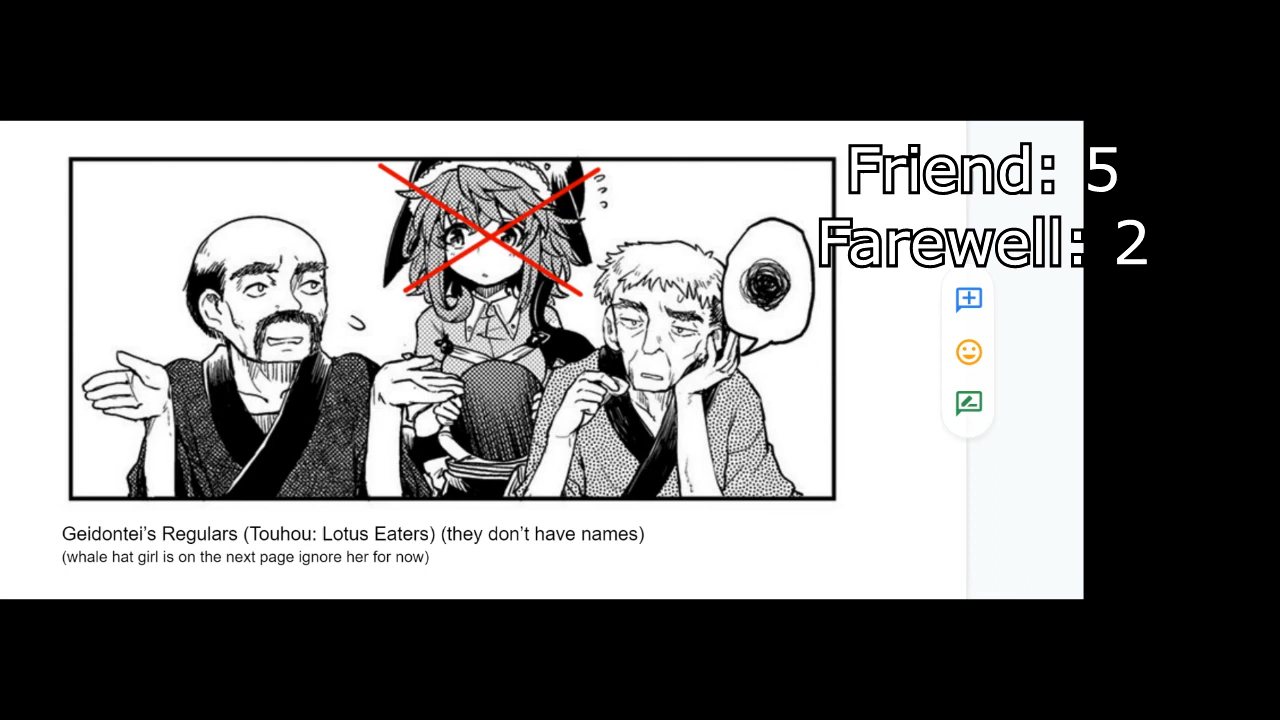 Friend: 5
Farewell: 2
Geidontei’s Regulars (Touhou: Lotus Eaters) (they don’t have names)
(whale hat girl is on the next page ignore her for now)